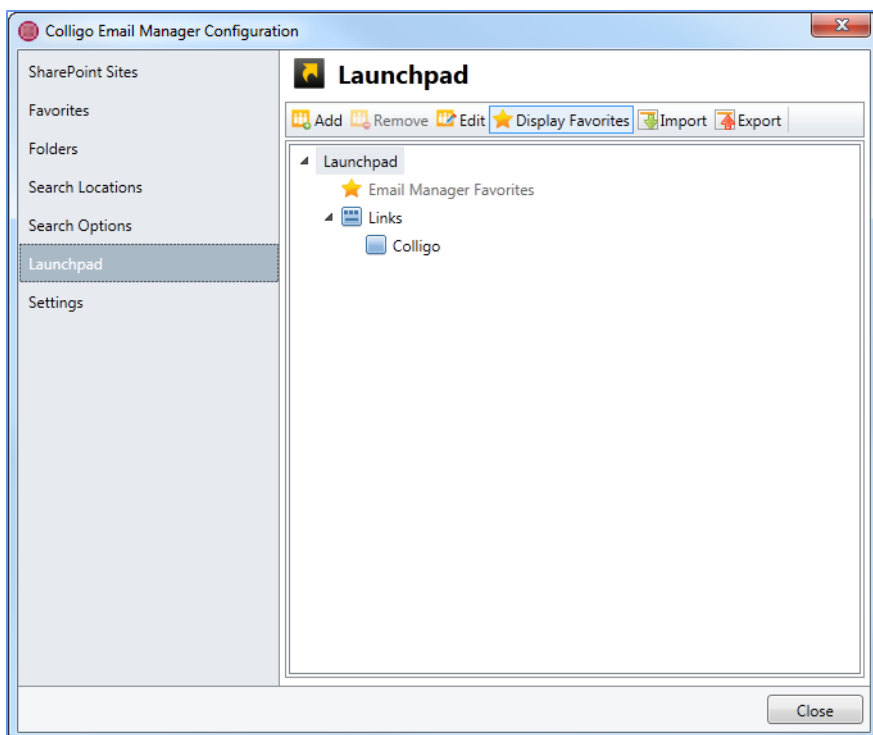 Colligo Email Manager Configuration
SharePoint Sites
Favorites
Folders
Search Locations
Search Options
Launchpad
Settings
Launchpad
Add Remove Edit Display Favorites Import Export
Launchpad
Email Manager Favorites
Links
Colligo
Close